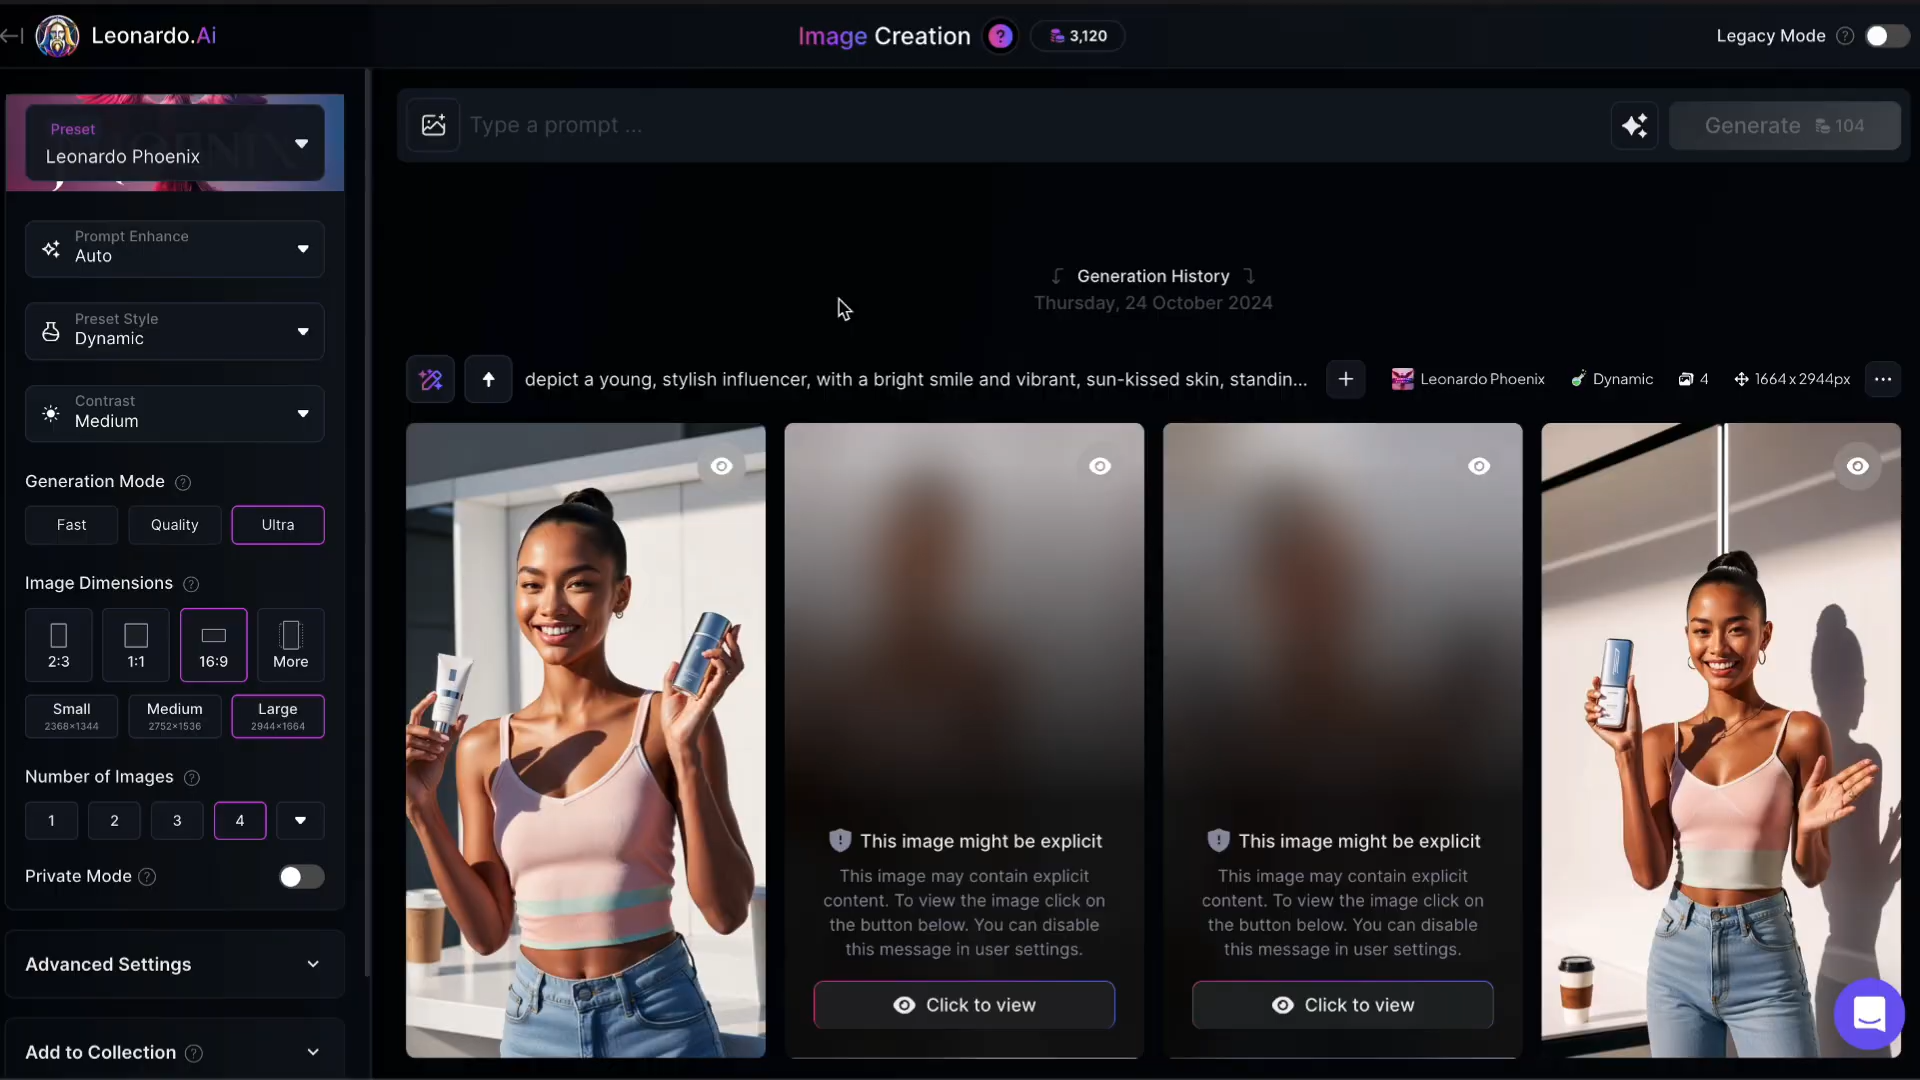 Leonardo.Ai
Image Creation ? 3,120
Legacy Mode ?
Preset
Leonardo Phoenix
Type a prompt ...
Generate 104
Prompt Enhance
Auto
Preset Style
Dynamic
Contrast
Medium
Generation Mode ?
Fast
Quality
Ultra
Image Dimensions ?
2:3
1:1
16:9
More
Small
2368×1344
Medium
2752×1536
Large
2944×1664
Number of Images ?
1
2
3
4
Private Mode ?
Advanced Settings
Add to Collection ?
Generation History
Thursday, 24 October 2024
depict a young, stylish influencer, with a bright smile and vibrant, sun-kissed skin, standin...
Leonardo Phoenix
Dynamic
4
1664 x 2944px
This image might be explicit
This image may contain explicit
content. To view the image click on
the button below. You can disable
this message in user settings.
Click to view
This image might be explicit
This image may contain explicit
content. To view the image click on
the button below. You can disable
this message in user settings.
Click to view